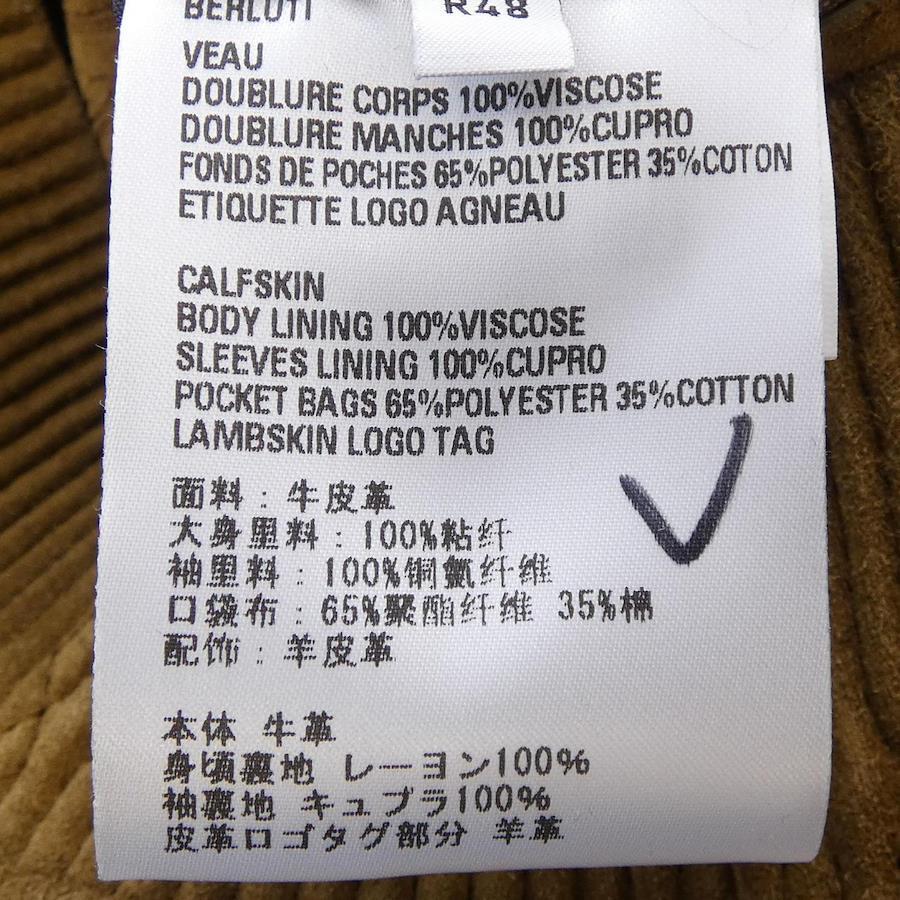 BERLUTI
R48
VEAU
DOUBLURE CORPS 100%VISCOSE
DOUBLURE MANCHES 100%CUPRO
FONDS DE POCHES 65%POLYESTER 35%COTON
ETIQUETTE LOGO AGNEAU
CALFSKIN
BODY LINING 100%VISCOSE
SLEEVES LINING 100%CUPRO
POCKET BAGS 65%POLYESTER 35%COTTON
LAMBSKIN LOGO TAG
面料：牛皮革
大身里料：100%粘纤
袖里料：100%铜氨纤维
口袋布：65%聚酯纤维 35%棉
配饰：羊皮革
本体 牛革
身頃裏地 レーヨン100%
袖裏地 キュプラ100%
皮革ロゴタグ部分 羊革